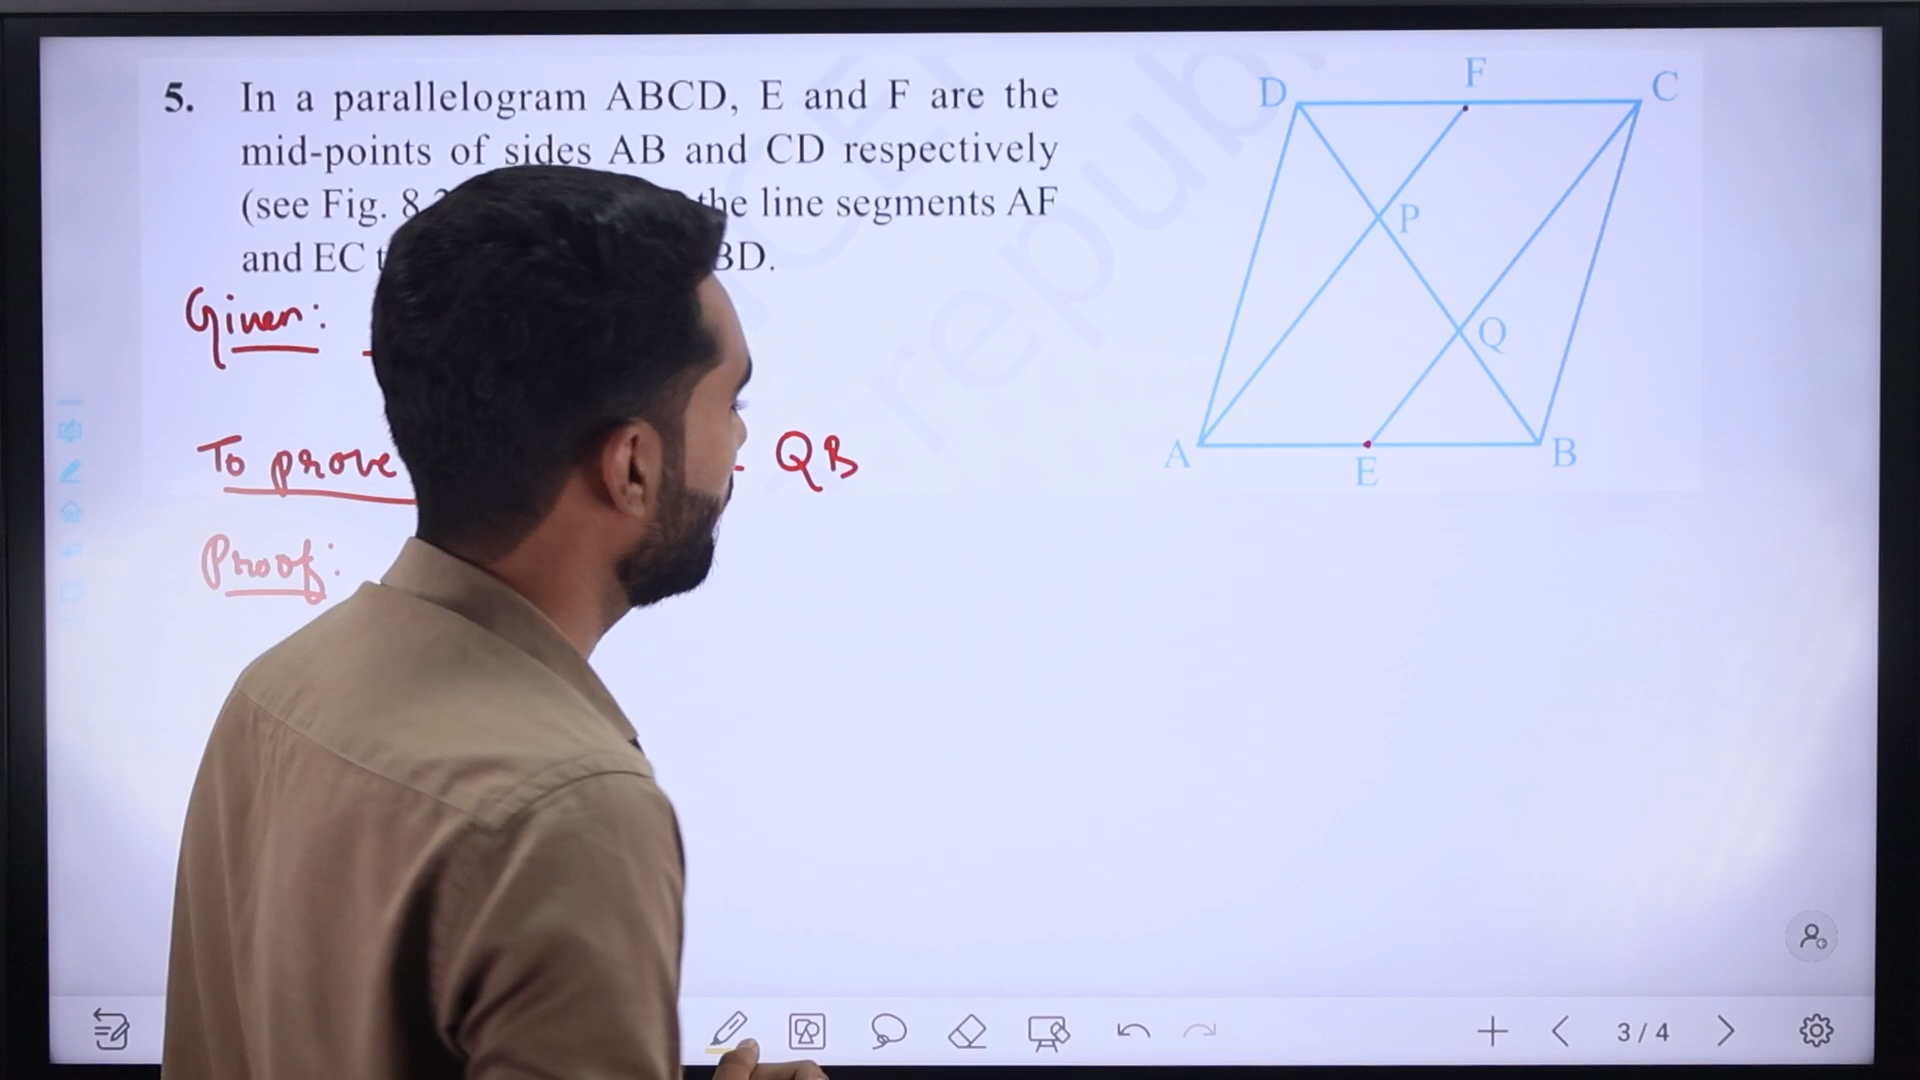 5. In a parallelogram ABCD, E and F are the
mid-points of sides AB and CD respectively
(see Fig. 8. the line segments AF
and EC BD.
Given:
To prove QB
Proof:
D F C
P
Q
A E B
republ
3 / 4